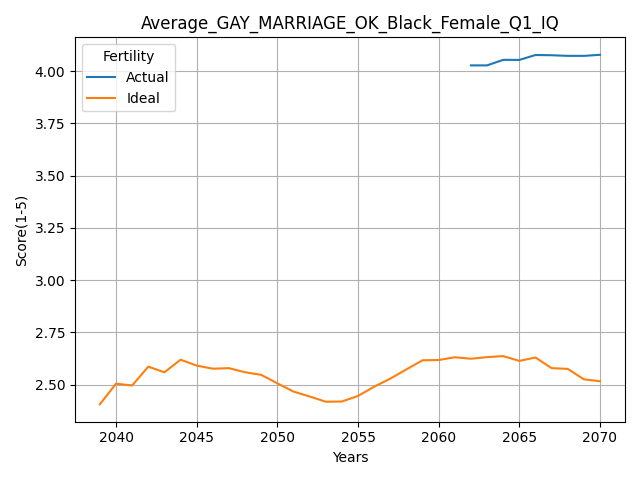 Average_GAY_MARRIAGE_OK_Black_Female_Q1_IQ
Fertility
Actual
Ideal
Score(1-5)
4.00
3.75
3.50
3.25
3.00
2.75
2.50
2040 2045 2050 2055 2060 2065 2070
Years